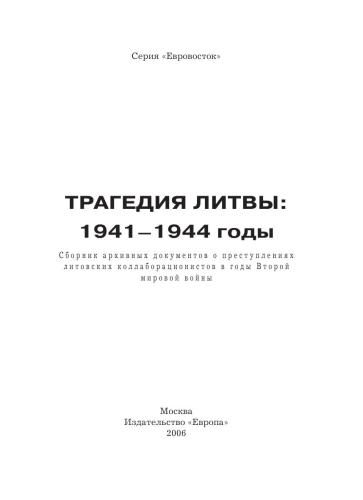 Серия «Евровосток»
ТРАГЕДИЯ ЛИТВЫ:
1941–1944 годы
Сборник архивных документов о преступлениях
литовских коллаборационистов в годы Второй
мировой войны
Москва
Издательство «Европа»
2006